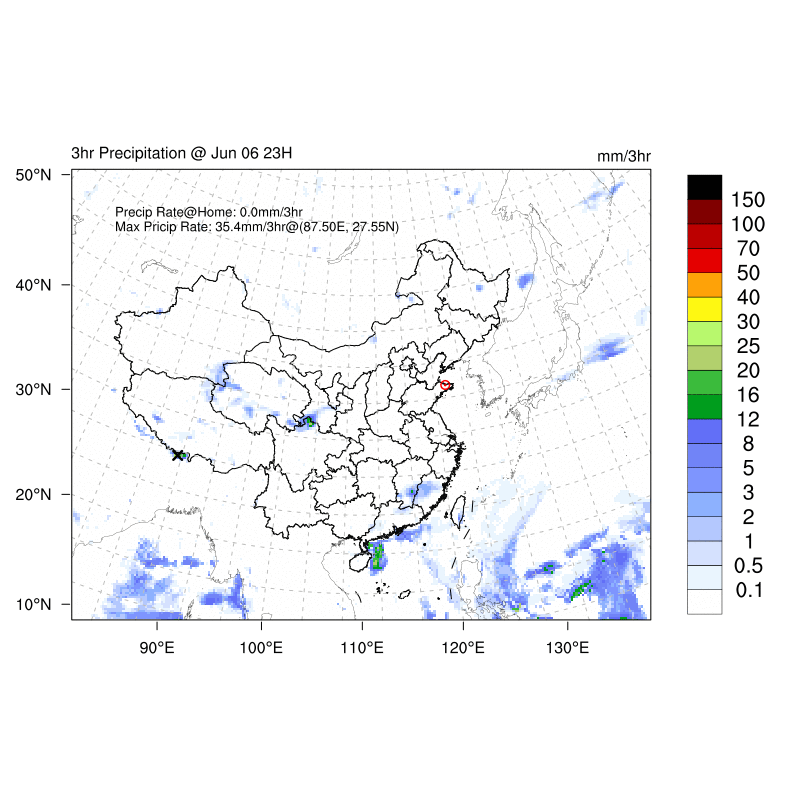 3hr Precipitation @ Jun 06 23H
mm/3hr
Precip Rate@Home: 0.0mm/3hr
Max Pricip Rate: 35.4mm/3hr@(87.50E, 27.55N)
50°N
40°N
30°N
20°N
10°N
90°E
100°E
110°E
120°E
130°E
150
100
70
50
40
30
25
20
16
12
8
5
3
2
1
0.5
0.1